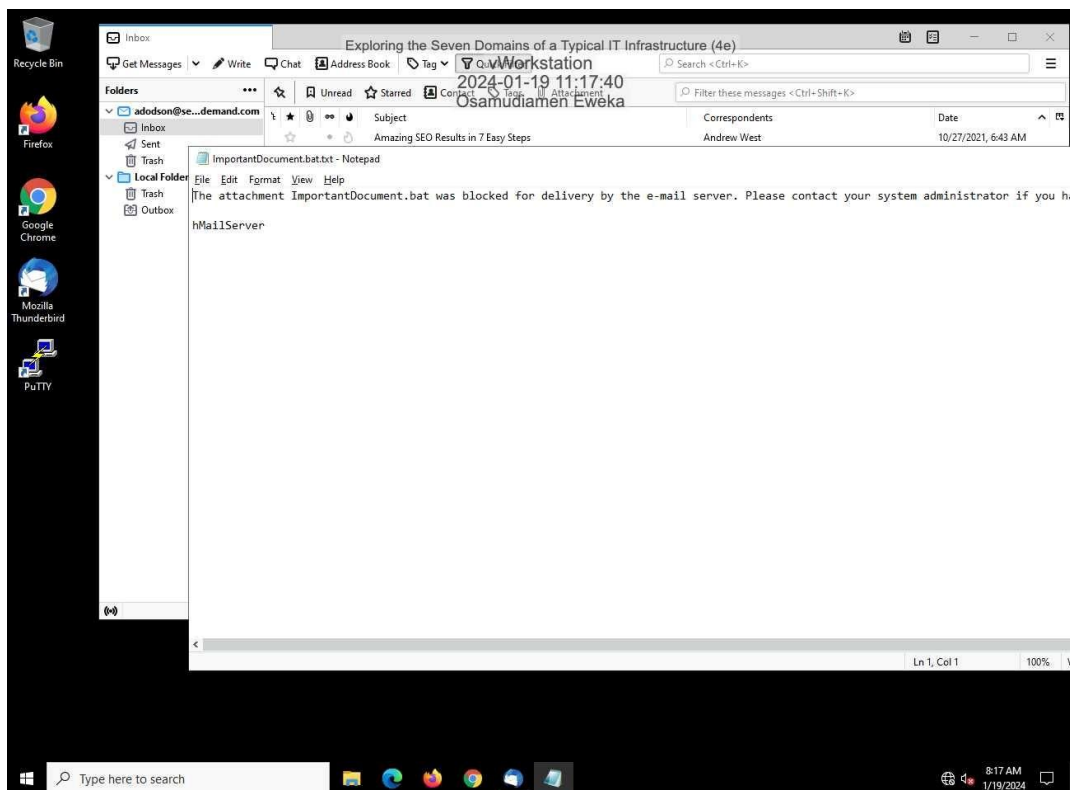 Recycle Bin
Firefox
Google
Chrome
Mozilla
Thunderbird
PuTTY
Inbox
Exploring the Seven Domains of a Typical IT Infrastructure (4e)
vWorkstation
2024-01-19 11:17:40
Osamudiamen Eweka
Get Messages Write Chat Address Book Tag Search <Ctrl+K>
Folders ••• Unread Starred Contact Tags Attachment Filter these messages <Ctrl+Shift+K>
adodson@se...demand.com
Subject Correspondents Date
Inbox
Amazing SEO Results in 7 Easy Steps Andrew West 10/27/2021, 6:43 AM
Sent
Trash
Local Folder
Trash
Outbox
ImportantDocument.bat.txt - Notepad
File Edit Format View Help
The attachment ImportantDocument.bat was blocked for delivery by the e-mail server. Please contact your system administrator if you
hMailServer
Ln 1, Col 1 100%
Type here to search
8:17 AM
1/19/2024